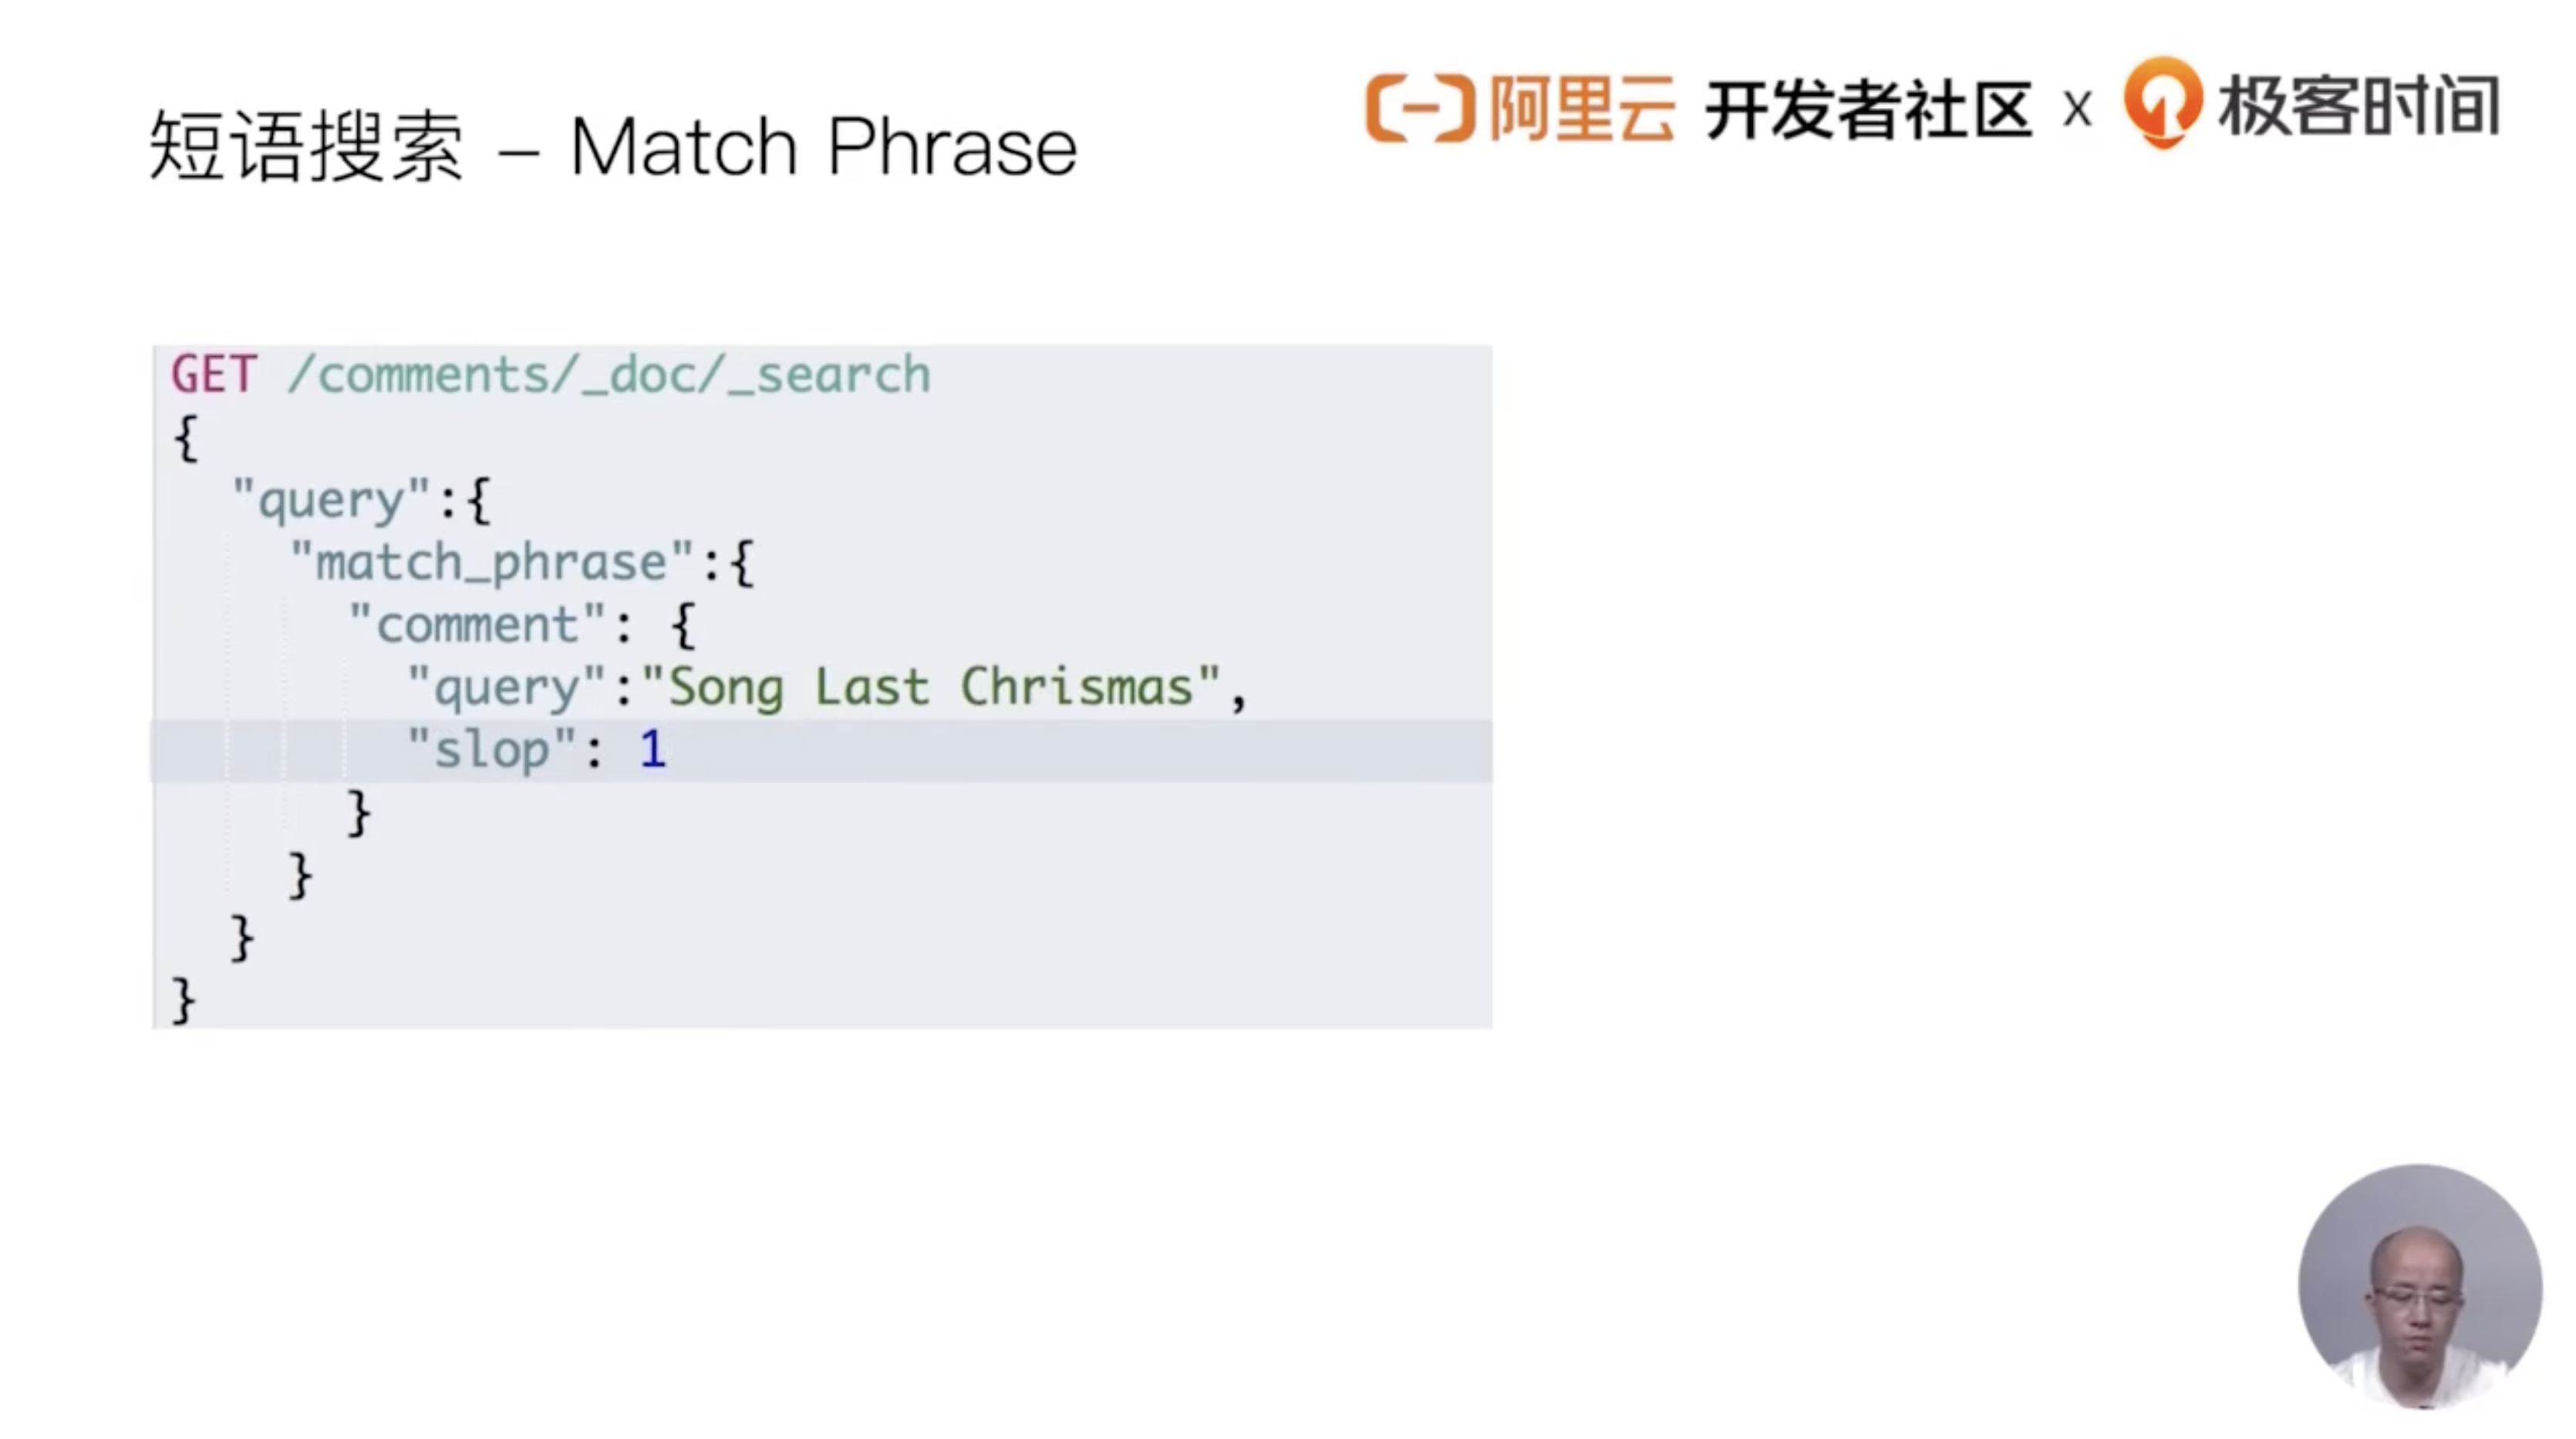 短语搜索 – Match Phrase
阿里云 开发者社区 x 极客时间
GET /comments/_doc/_search
{
  "query":{
    "match_phrase":{
      "comment": {
        "query":"Song Last Chrismas",
        "slop": 1
      }
    }
  }
}